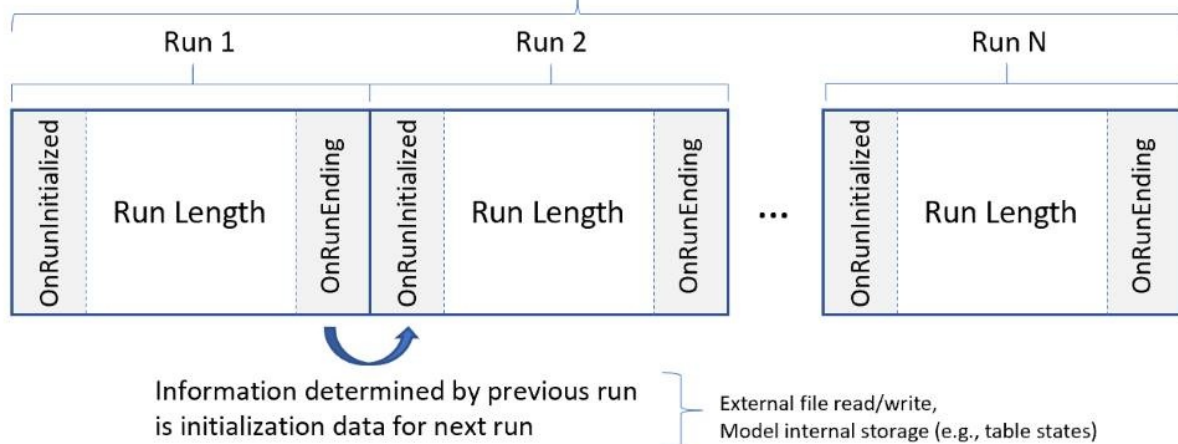 Run 1
Run 2
Run N
OnRunInitialized
Run Length
OnRunEnding
OnRunInitialized
Run Length
OnRunEnding
...
OnRunInitialized
Run Length
OnRunEnding
Information determined by previous run
is initialization data for next run
External file read/write,
Model internal storage (e.g., table states)